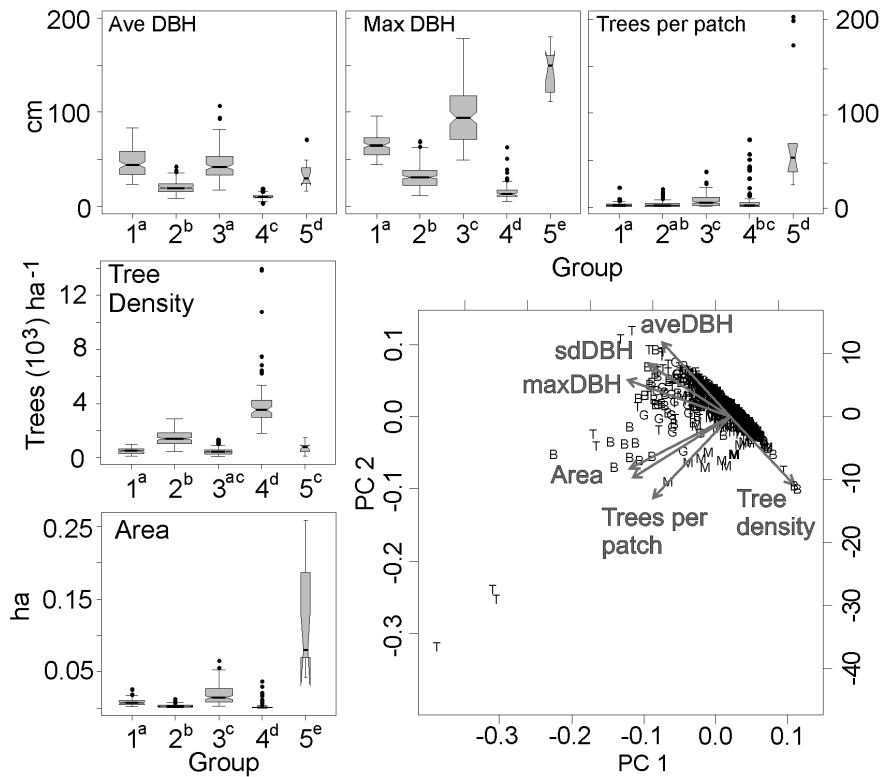 Ave DBH
Max DBH
Trees per patch
200
100
0
cm
200
100
0
1a 2b 3a 4c 5d
1a 2b 3c 4d 5e
1a 2ab 3c 4bc 5d
Group
Tree
Density
Trees (10³) ha⁻¹
12
8
4
0
1a 2b 3ac 4d 5c
Area
ha
0.25
0.15
0.05
1a 2b 3c 4d 5e
Group
aveDBH
sdDBH
maxDBH
Area
Trees per
patch
Tree
density
PC 2
0.1
0.0
-0.1
-0.2
-0.3
10
0
-10
-20
-30
-40
-0.3 -0.2 -0.1 0.0 0.1
PC 1